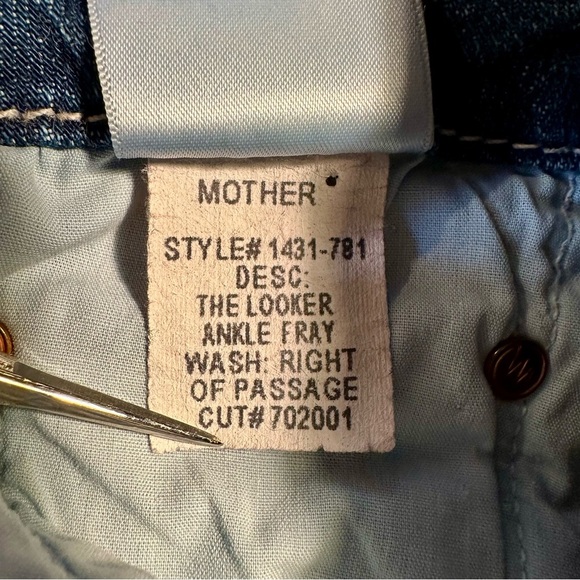 MOTHER
STYLE# 1431-781
DESC:
THE LOOKER
ANKLE FRAY
WASH: RIGHT
OF PASSAGE
CUT# 702001